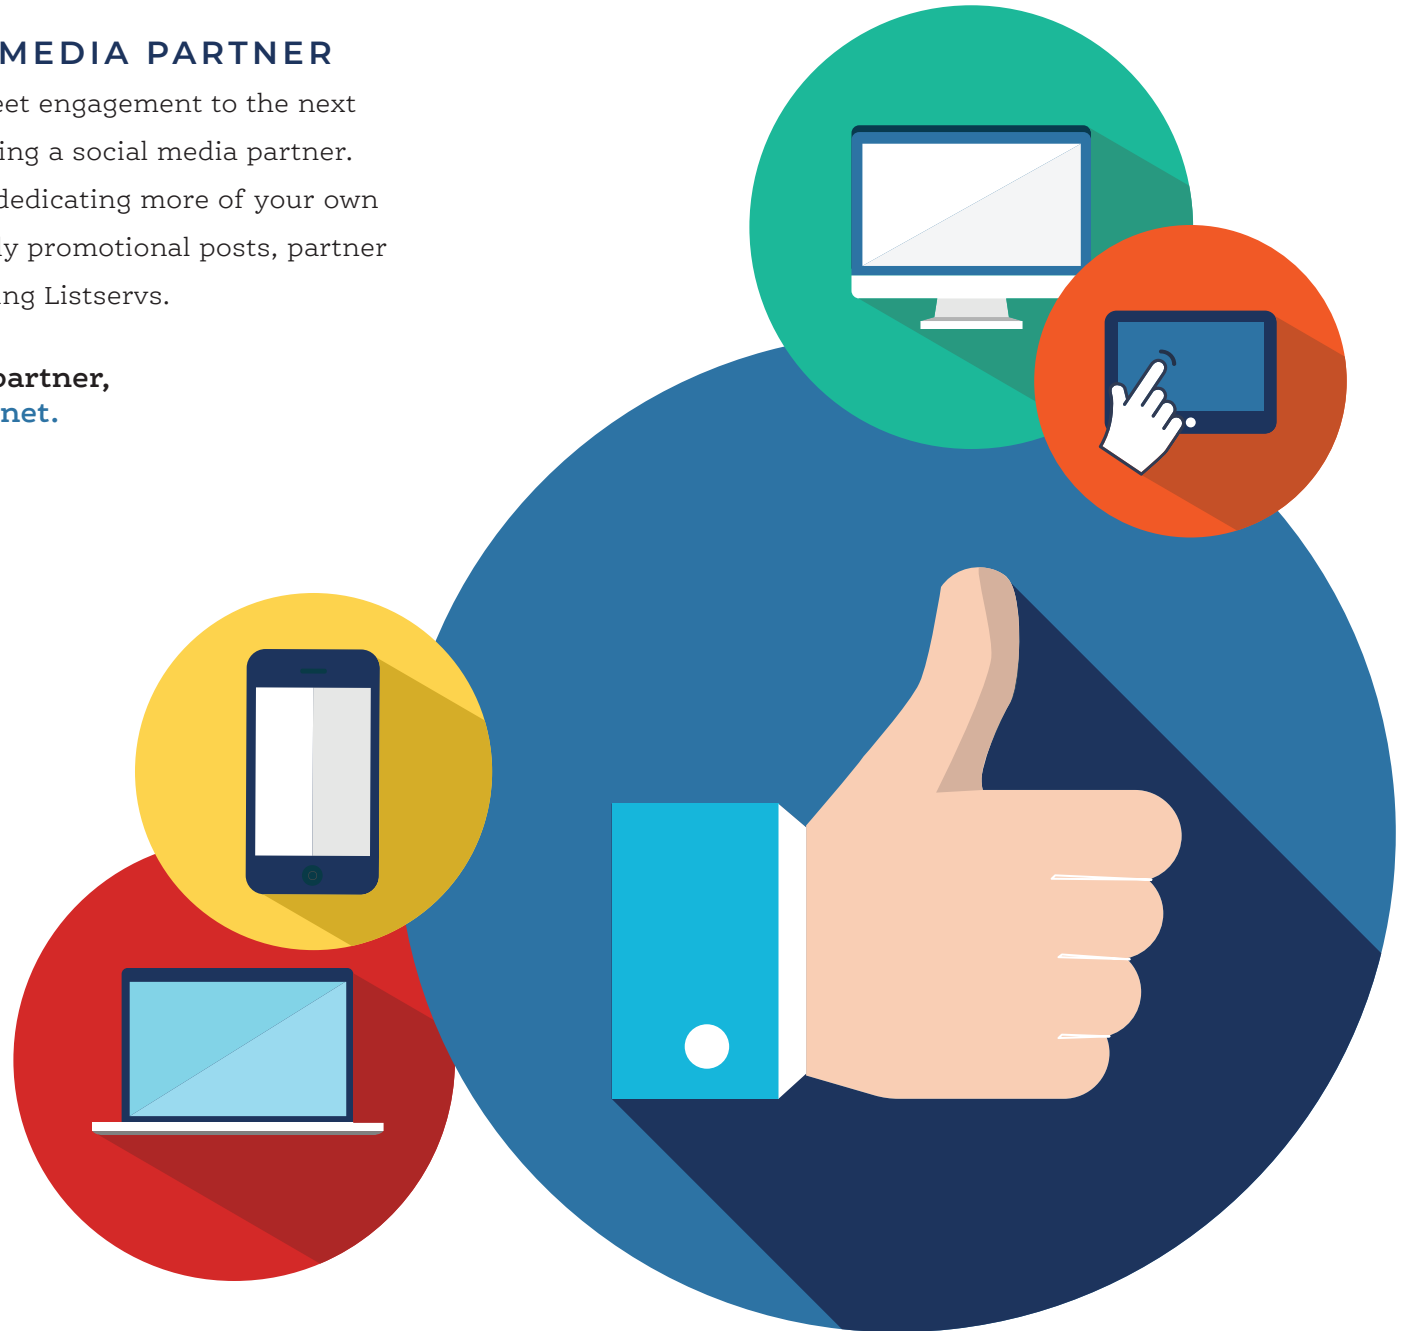 MEDIA PARTNER
eet engagement to the next
ing a social media partner.
dedicating more of your own
ly promotional posts, partner
ing Listservs.
partner,
net.